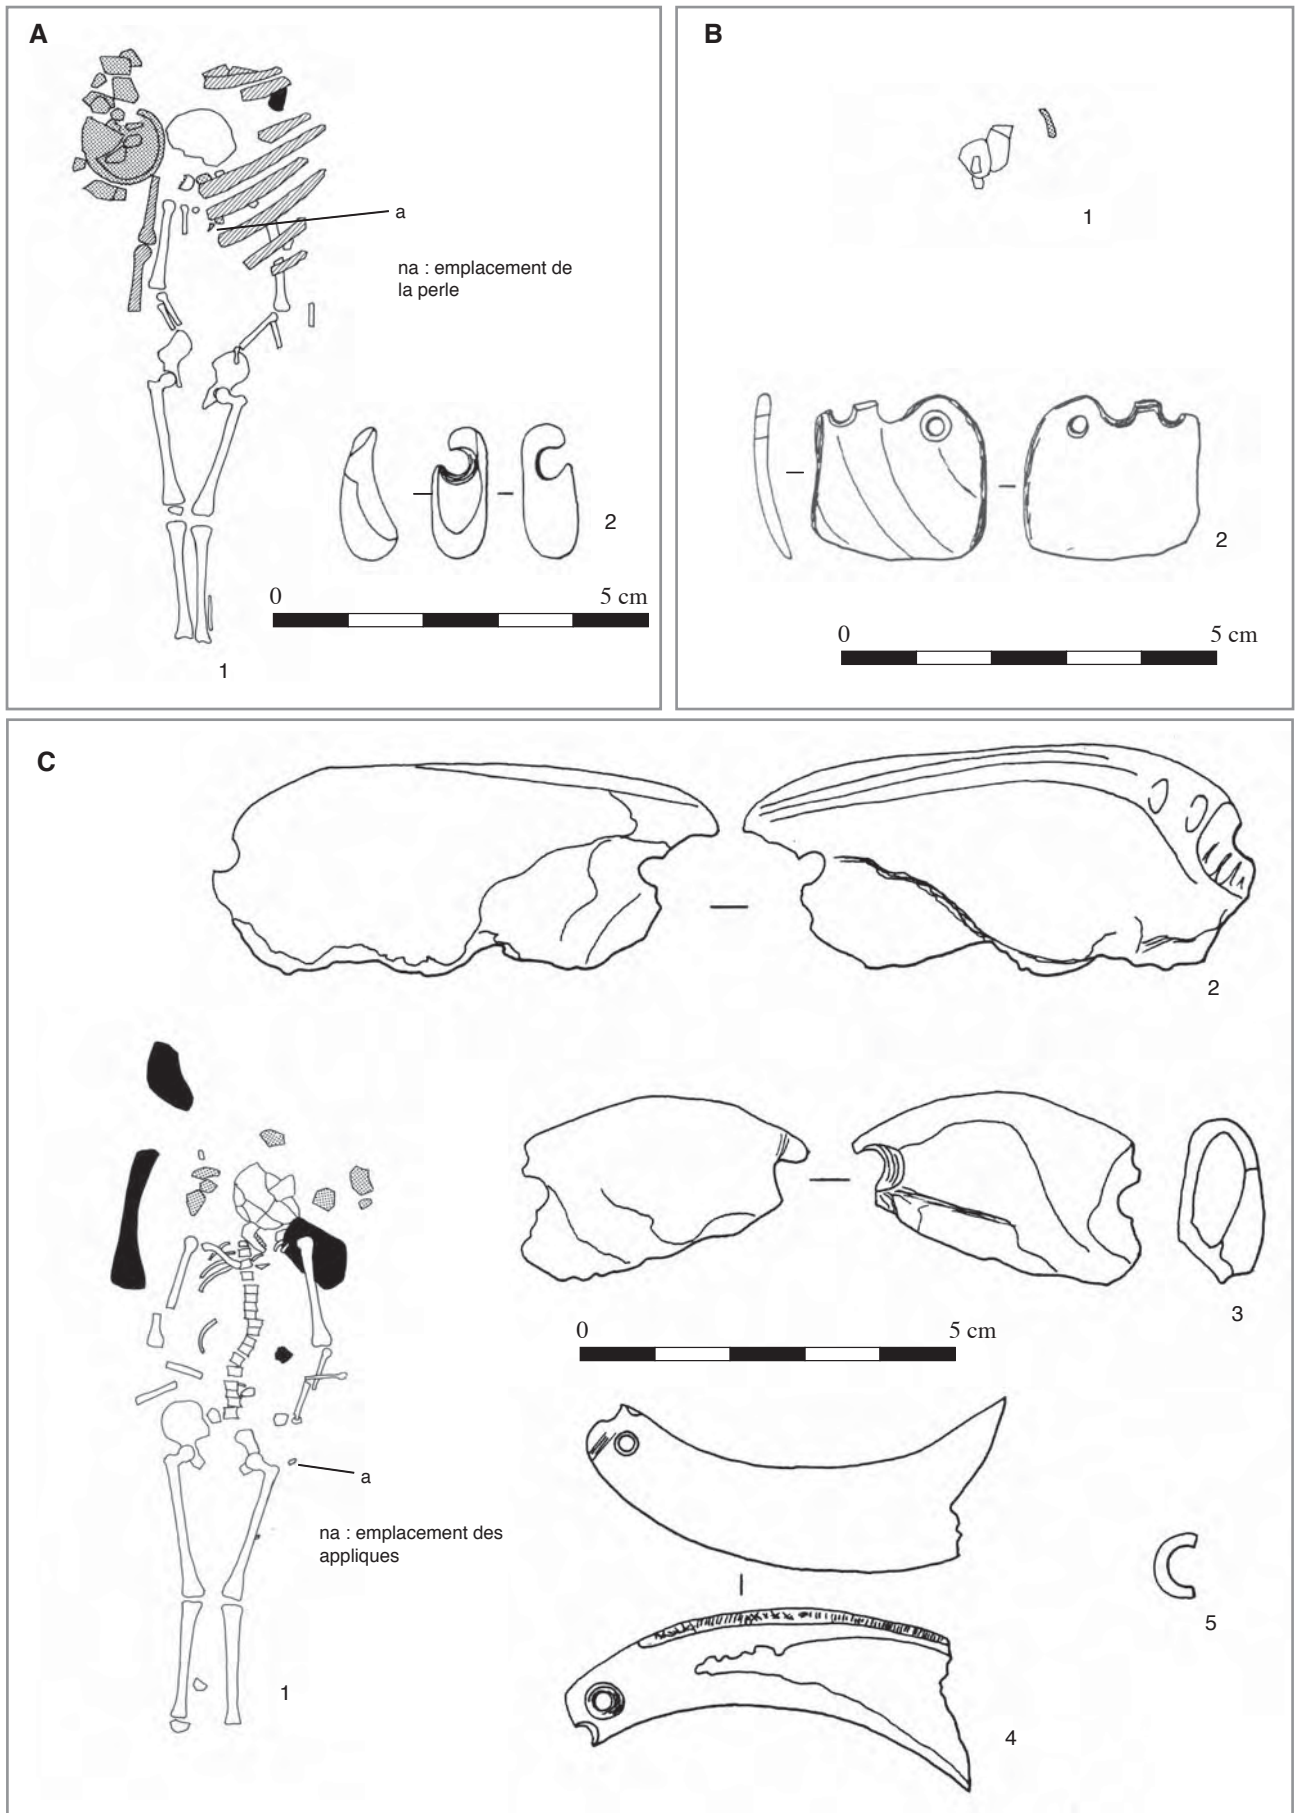 A
a
na : emplacement de
la perle
2
0 5 cm
1
B
1
2
0 5 cm
C
2
3
0 5 cm
a
na : emplacement des
appliques
5
1
4